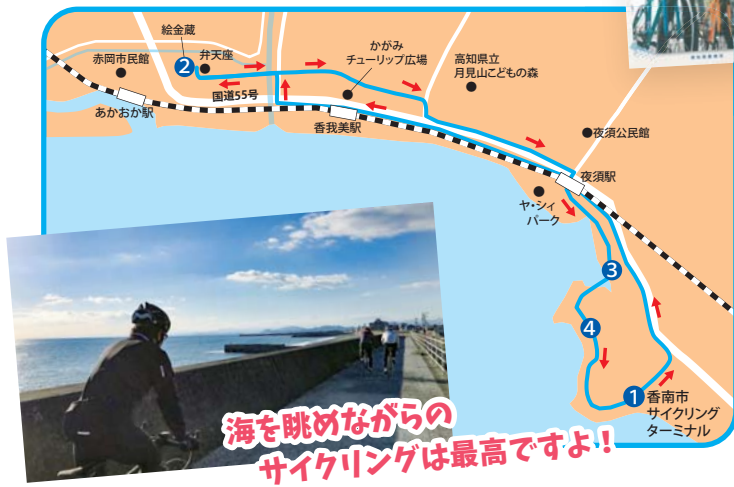 絵金蔵
弁天座
赤岡市民館
2
国道55号
あかおか駅
かがみ
チューリップ広場
香我美駅
高知県立
月見山こどもの森
夜須公民館
夜須駅
ヤ・シィ
パーク
3
4
1
香南市
サイクリング
ターミナル
海を眺めながらの
サイクリングは最高ですよ！